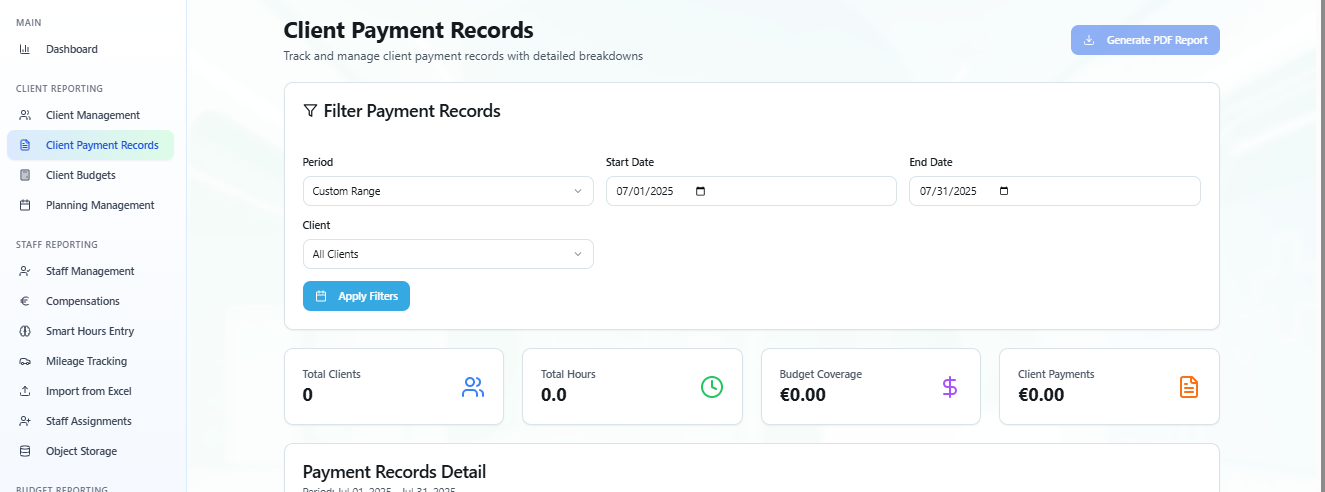 MAIN
Dashboard
CLIENT REPORTING
Client Management
Client Payment Records
Client Budgets
Planning Management
STAFF REPORTING
Staff Management
Compensations
Smart Hours Entry
Mileage Tracking
Import from Excel
Staff Assignments
Object Storage
BUDGET REPORTING
Client Payment Records
Track and manage client payment records with detailed breakdowns
Generate PDF Report
Filter Payment Records
Period
Start Date
End Date
Custom Range
07/01/2025
07/31/2025
Client
All Clients
Apply Filters
Total Clients
0
Total Hours
0.0
Budget Coverage
€0.00
Client Payments
€0.00
Payment Records Detail
Period: Jul 01, 2025 - Jul 31, 2025